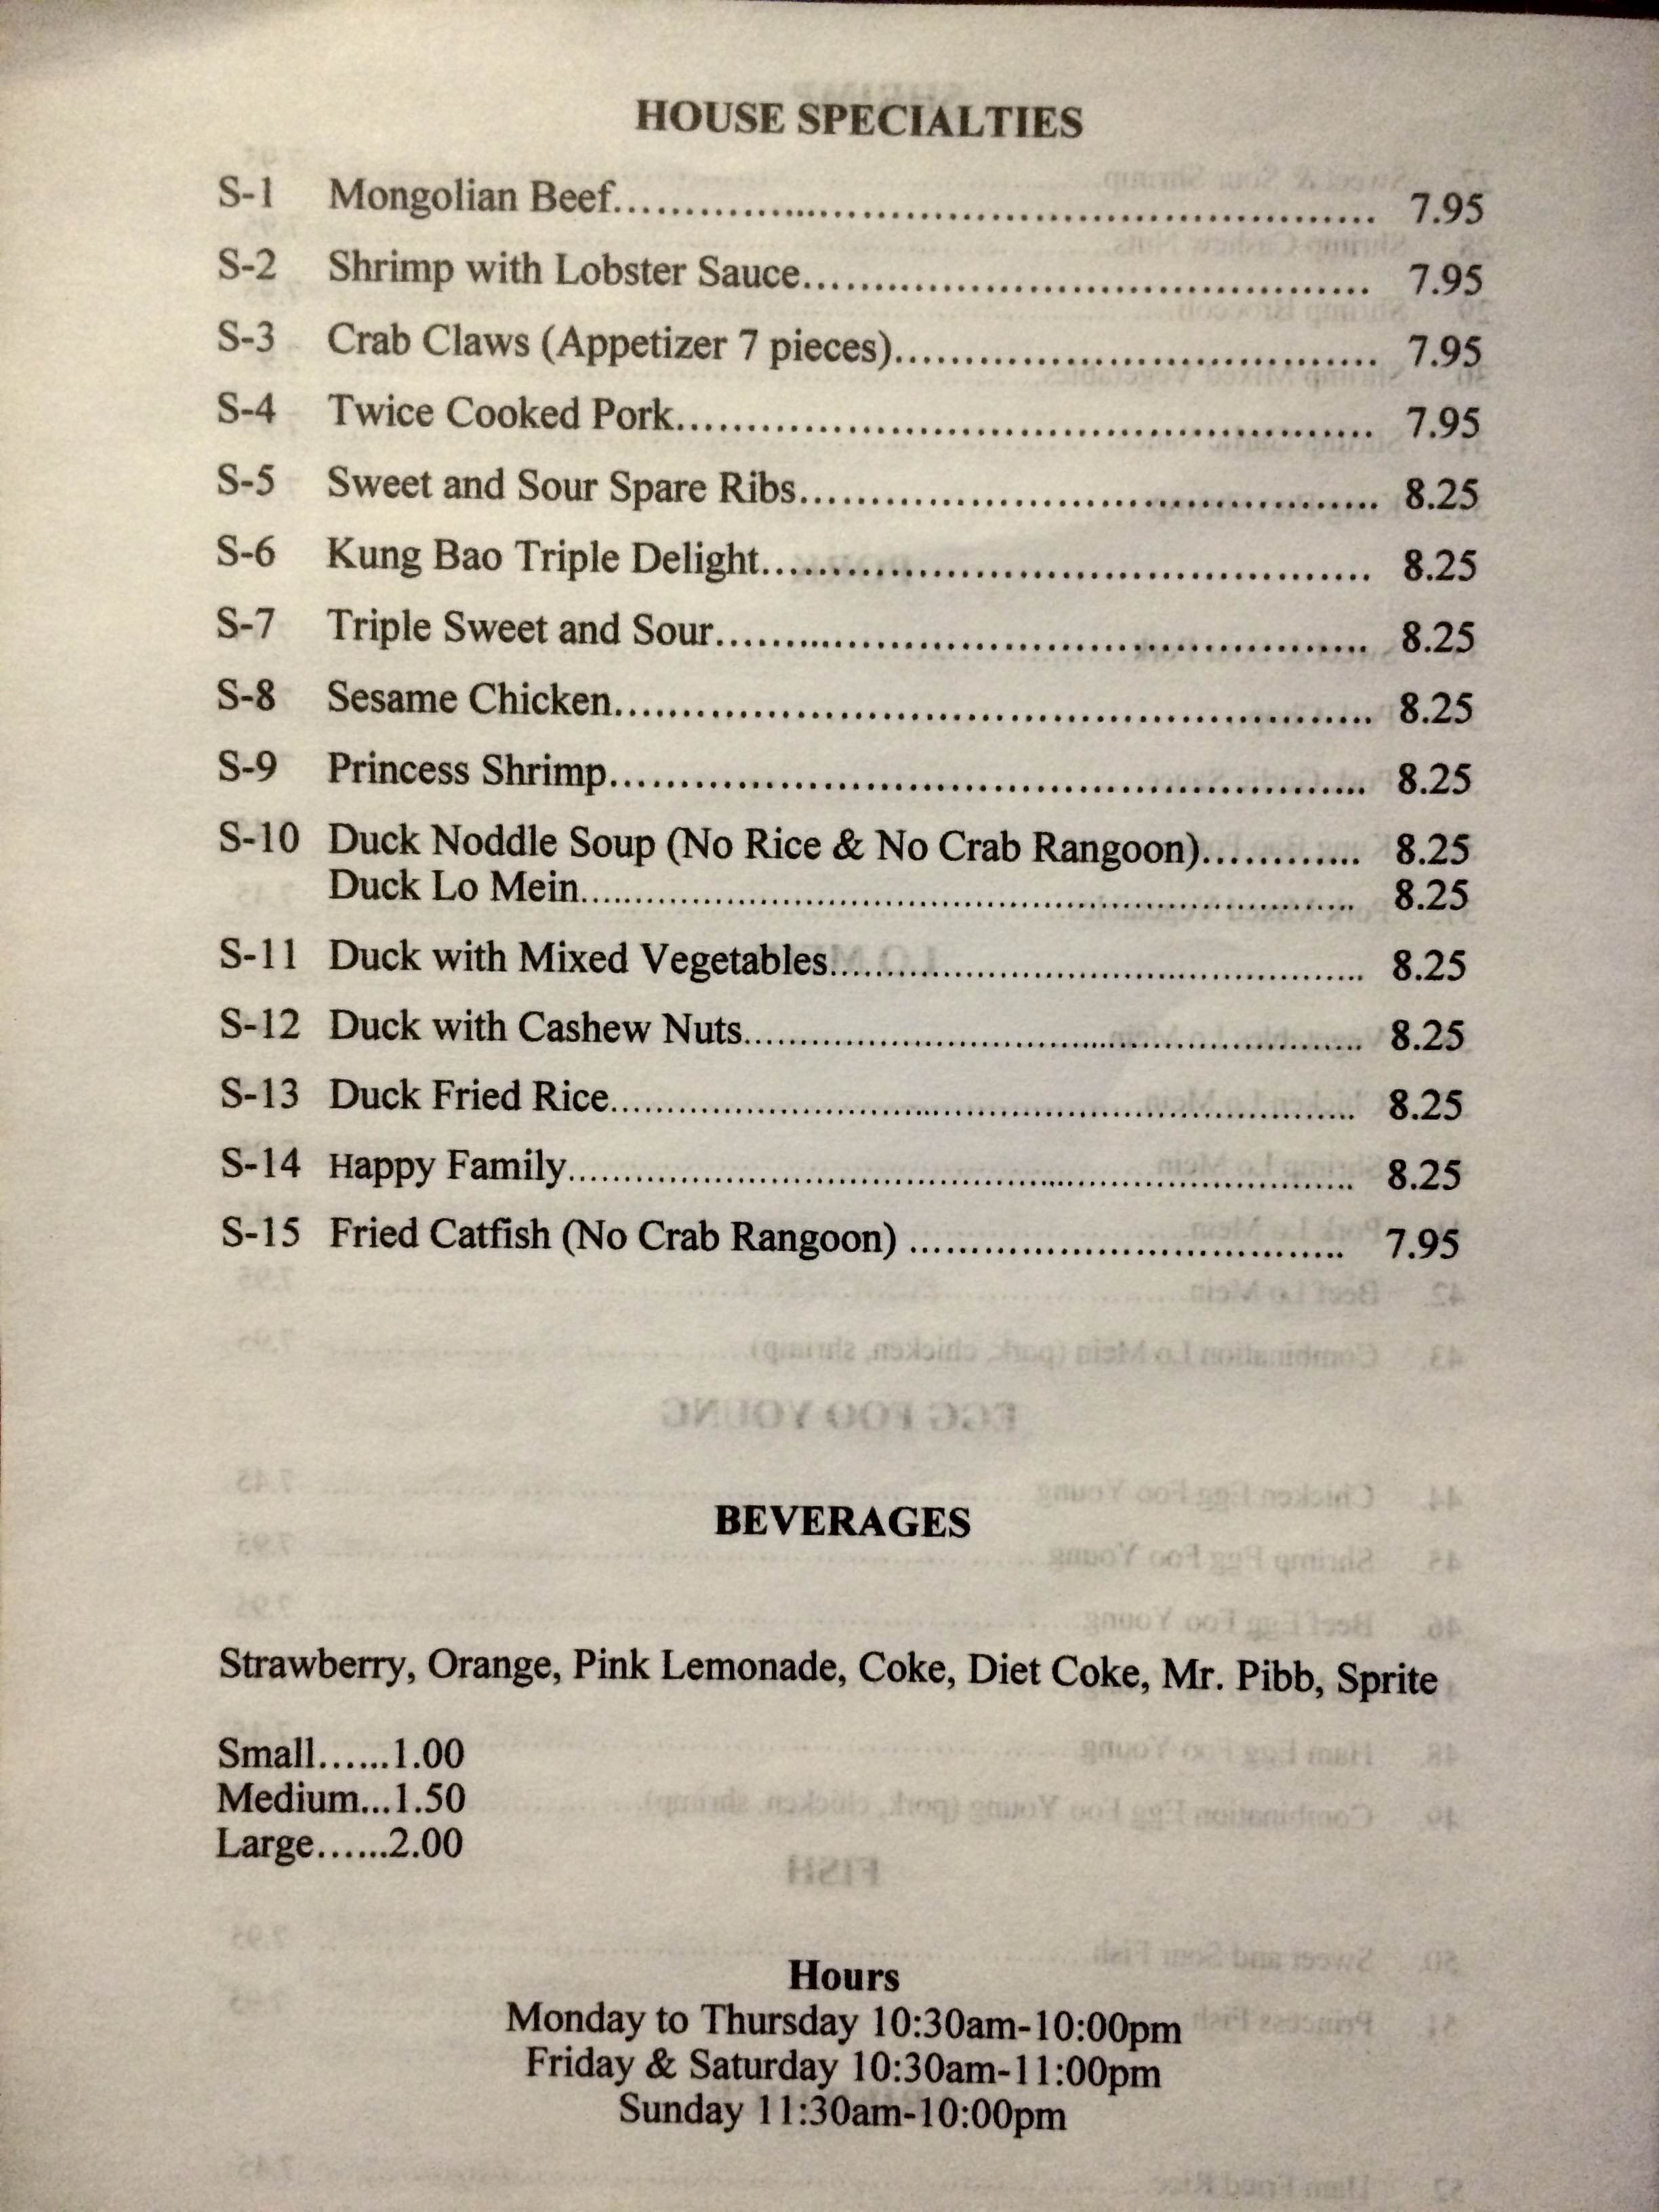 HOUSE SPECIALTIES
S-1 Mongolian Beef........................................................ 7.95
S-2 Shrimp with Lobster Sauce........................................ 7.95
S-3 Crab Claws (Appetizer 7 pieces).................................. 7.95
S-4 Twice Cooked Pork................................................. 7.95
S-5 Sweet and Sour Spare Ribs......................................... 8.25
S-6 Kung Bao Triple Delight........................................... 8.25
S-7 Triple Sweet and Sour.............................................. 8.25
S-8 Sesame Chicken...................................................... 8.25
S-9 Princess Shrimp..................................................... 8.25
S-10 Duck Noddle Soup (No Rice & No Crab Rangoon)............ 8.25
Duck Lo Mein............................................................ 8.25
S-11 Duck with Mixed Vegetables....................................... 8.25
S-12 Duck with Cashew Nuts............................................. 8.25
S-13 Duck Fried Rice...................................................... 8.25
S-14 Happy Family......................................................... 8.25
S-15 Fried Catfish (No Crab Rangoon) ................................ 7.95
BEVERAGES
Strawberry, Orange, Pink Lemonade, Coke, Diet Coke, Mr. Pibb, Sprite
Small......1.00
Medium...1.50
Large......2.00
Hours
Monday to Thursday 10:30am-10:00pm
Friday & Saturday 10:30am-11:00pm
Sunday 11:30am-10:00pm